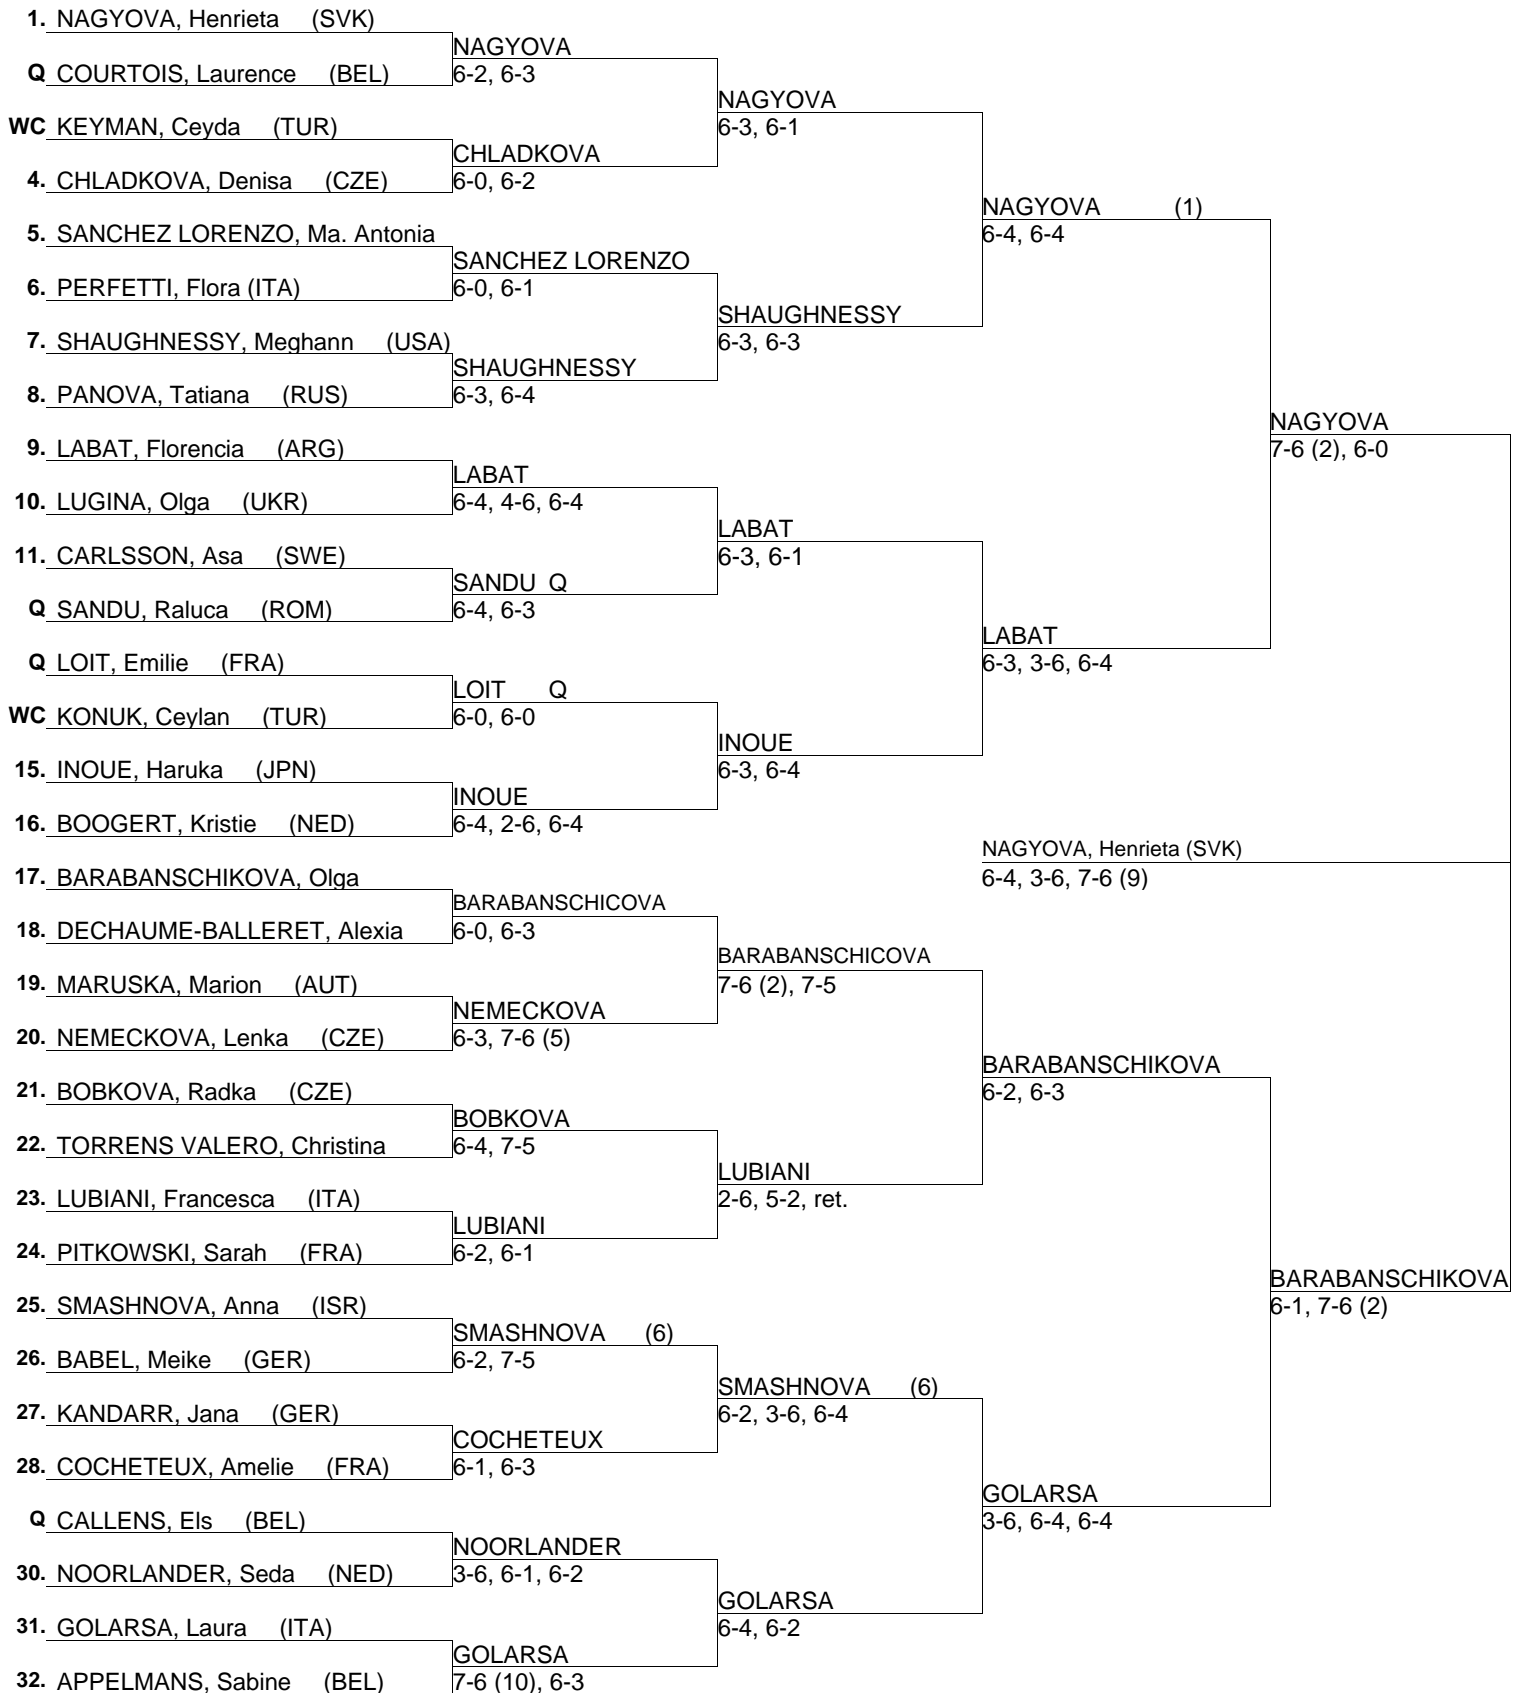 1. NAGYOVA, Henrieta (SVK)
NAGYOVA
Q COURTOIS, Laurence (BEL)
6-2, 6-3
NAGYOVA
6-3, 6-1
WC KEYMAN, Ceyda (TUR)
CHLADKOVA
4. CHLADKOVA, Denisa (CZE)
6-0, 6-2
NAGYOVA (1)
6-4, 6-4
5. SANCHEZ LORENZO, Ma. Antonia
SANCHEZ LORENZO
6. PERFETTI, Flora (ITA)
6-0, 6-1
SHAUGHNESSY
6-3, 6-3
7. SHAUGHNESSY, Meghann (USA)
SHAUGHNESSY
8. PANOVA, Tatiana (RUS)
6-3, 6-4
NAGYOVA
7-6 (2), 6-0
9. LABAT, Florencia (ARG)
LABAT
10. LUGINA, Olga (UKR)
6-4, 4-6, 6-4
LABAT
6-3, 6-1
11. CARLSSON, Asa (SWE)
SANDU Q
Q SANDU, Raluca (ROM)
6-4, 6-3
LABAT
6-3, 3-6, 6-4
Q LOIT, Emilie (FRA)
LOIT Q
WC KONUK, Ceylan (TUR)
6-0, 6-0
INOUE
6-3, 6-4
15. INOUE, Haruka (JPN)
INOUE
16. BOOGERT, Kristie (NED)
6-4, 2-6, 6-4
NAGYOVA, Henrieta (SVK)
6-4, 3-6, 7-6 (9)
17. BARABANSCHIKOVA, Olga
BARABANSCHICOVA
18. DECHAUME-BALLERET, Alexia
6-0, 6-3
BARABANSCHICOVA
7-6 (2), 7-5
19. MARUSKA, Marion (AUT)
NEMECKOVA
20. NEMECKOVA, Lenka (CZE)
6-3, 7-6 (5)
BARABANSCHIKOVA
6-2, 6-3
21. BOBKOVA, Radka (CZE)
BOBKOVA
22. TORRENS VALERO, Christina
6-4, 7-5
LUBIANI
2-6, 5-2, ret.
23. LUBIANI, Francesca (ITA)
LUBIANI
24. PITKOWSKI, Sarah (FRA)
6-2, 6-1
BARABANSCHIKOVA
6-1, 7-6 (2)
25. SMASHNOVA, Anna (ISR)
SMASHNOVA (6)
26. BABEL, Meike (GER)
6-2, 7-5
SMASHNOVA (6)
6-2, 3-6, 6-4
27. KANDARR, Jana (GER)
COCHETEUX
28. COCHETEUX, Amelie (FRA)
6-1, 6-3
GOLARSA
3-6, 6-4, 6-4
Q CALLENS, Els (BEL)
NOORLANDER
30. NOORLANDER, Seda (NED)
3-6, 6-1, 6-2
GOLARSA
6-4, 6-2
31. GOLARSA, Laura (ITA)
GOLARSA
32. APPELMANS, Sabine (BEL)
7-6 (10), 6-3